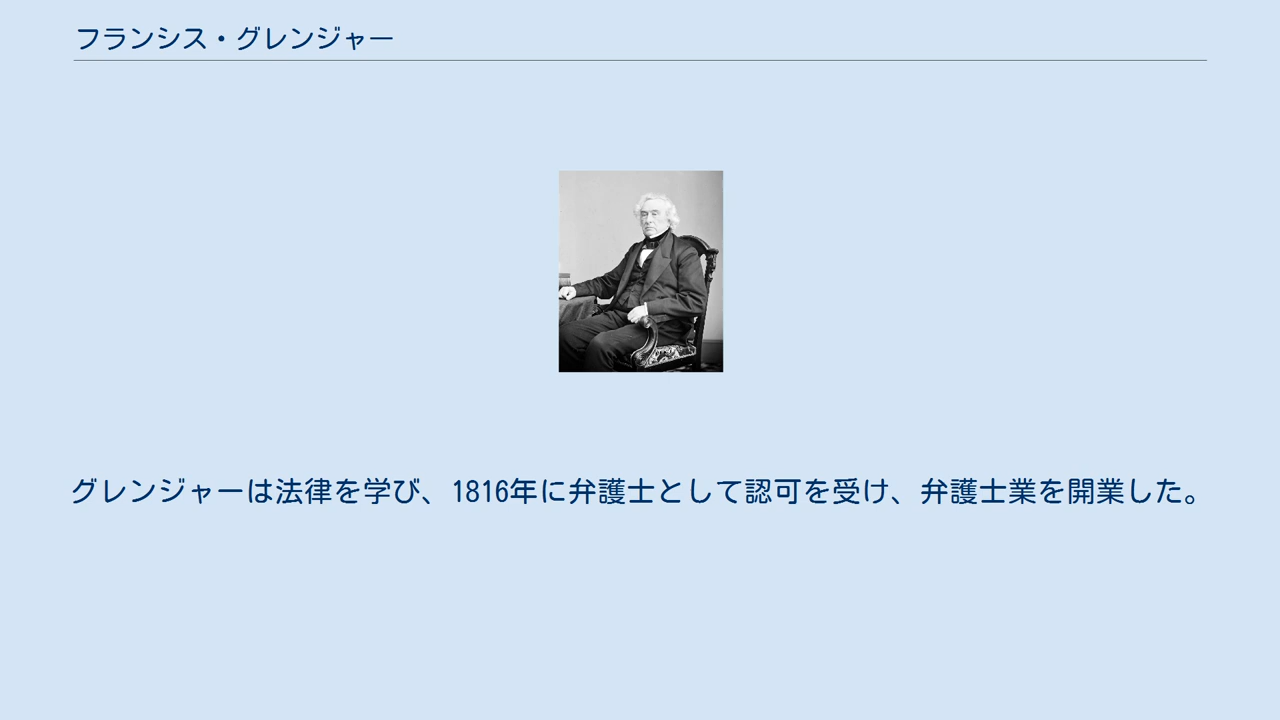 フランシス・グレンジャー
グレンジャーは法律を学び、1816年に弁護士として認可を受け、弁護士業を開業した。